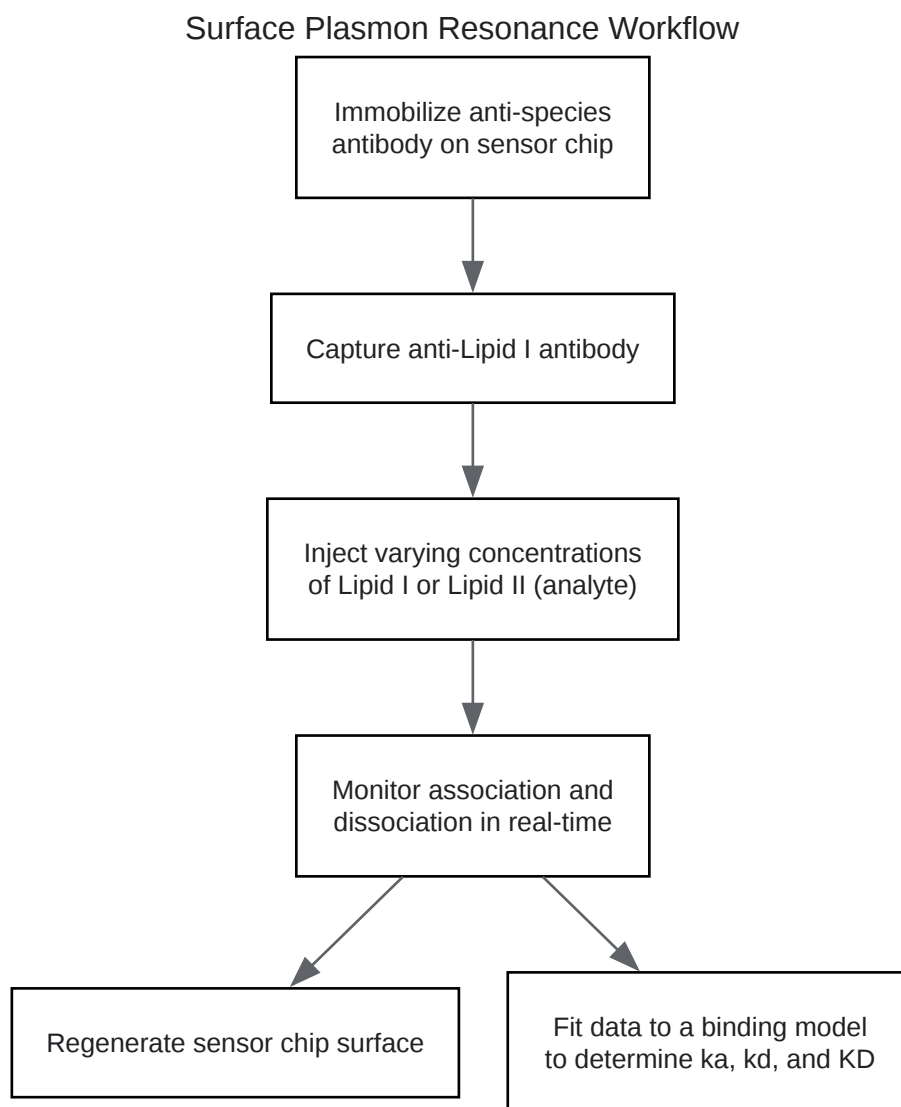 Surface Plasmon Resonance Workflow
Immobilize anti-species
antibody on sensor chip
Capture anti-Lipid I antibody
Inject varying concentrations
of Lipid I or Lipid II (analyte)
Monitor association and
dissociation in real-time
Regenerate sensor chip surface
Fit data to a binding model
to determine ka, kd, and KD